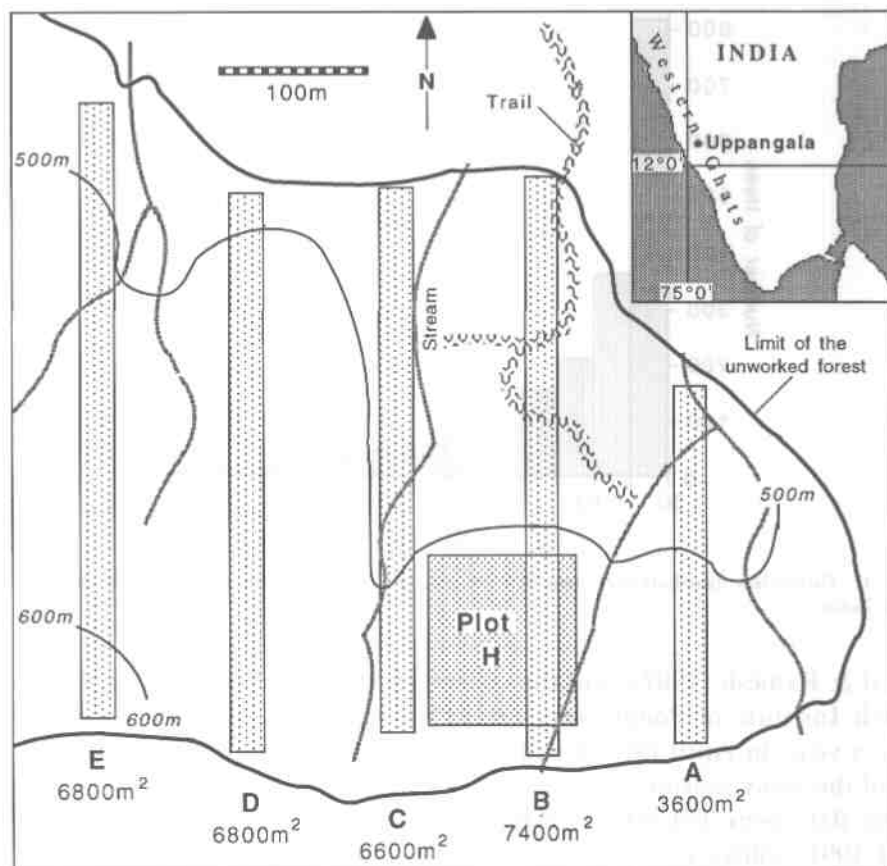 INDIA
Western Ghats
Uppangala
12°0'
75°0'
100m
N
Trail
500m
Stream
Limit of the
unworked forest
500m
Plot
H
600m
600m
E
6800m²
D
6800m²
C
6600m²
B
7400m²
A
3600m²